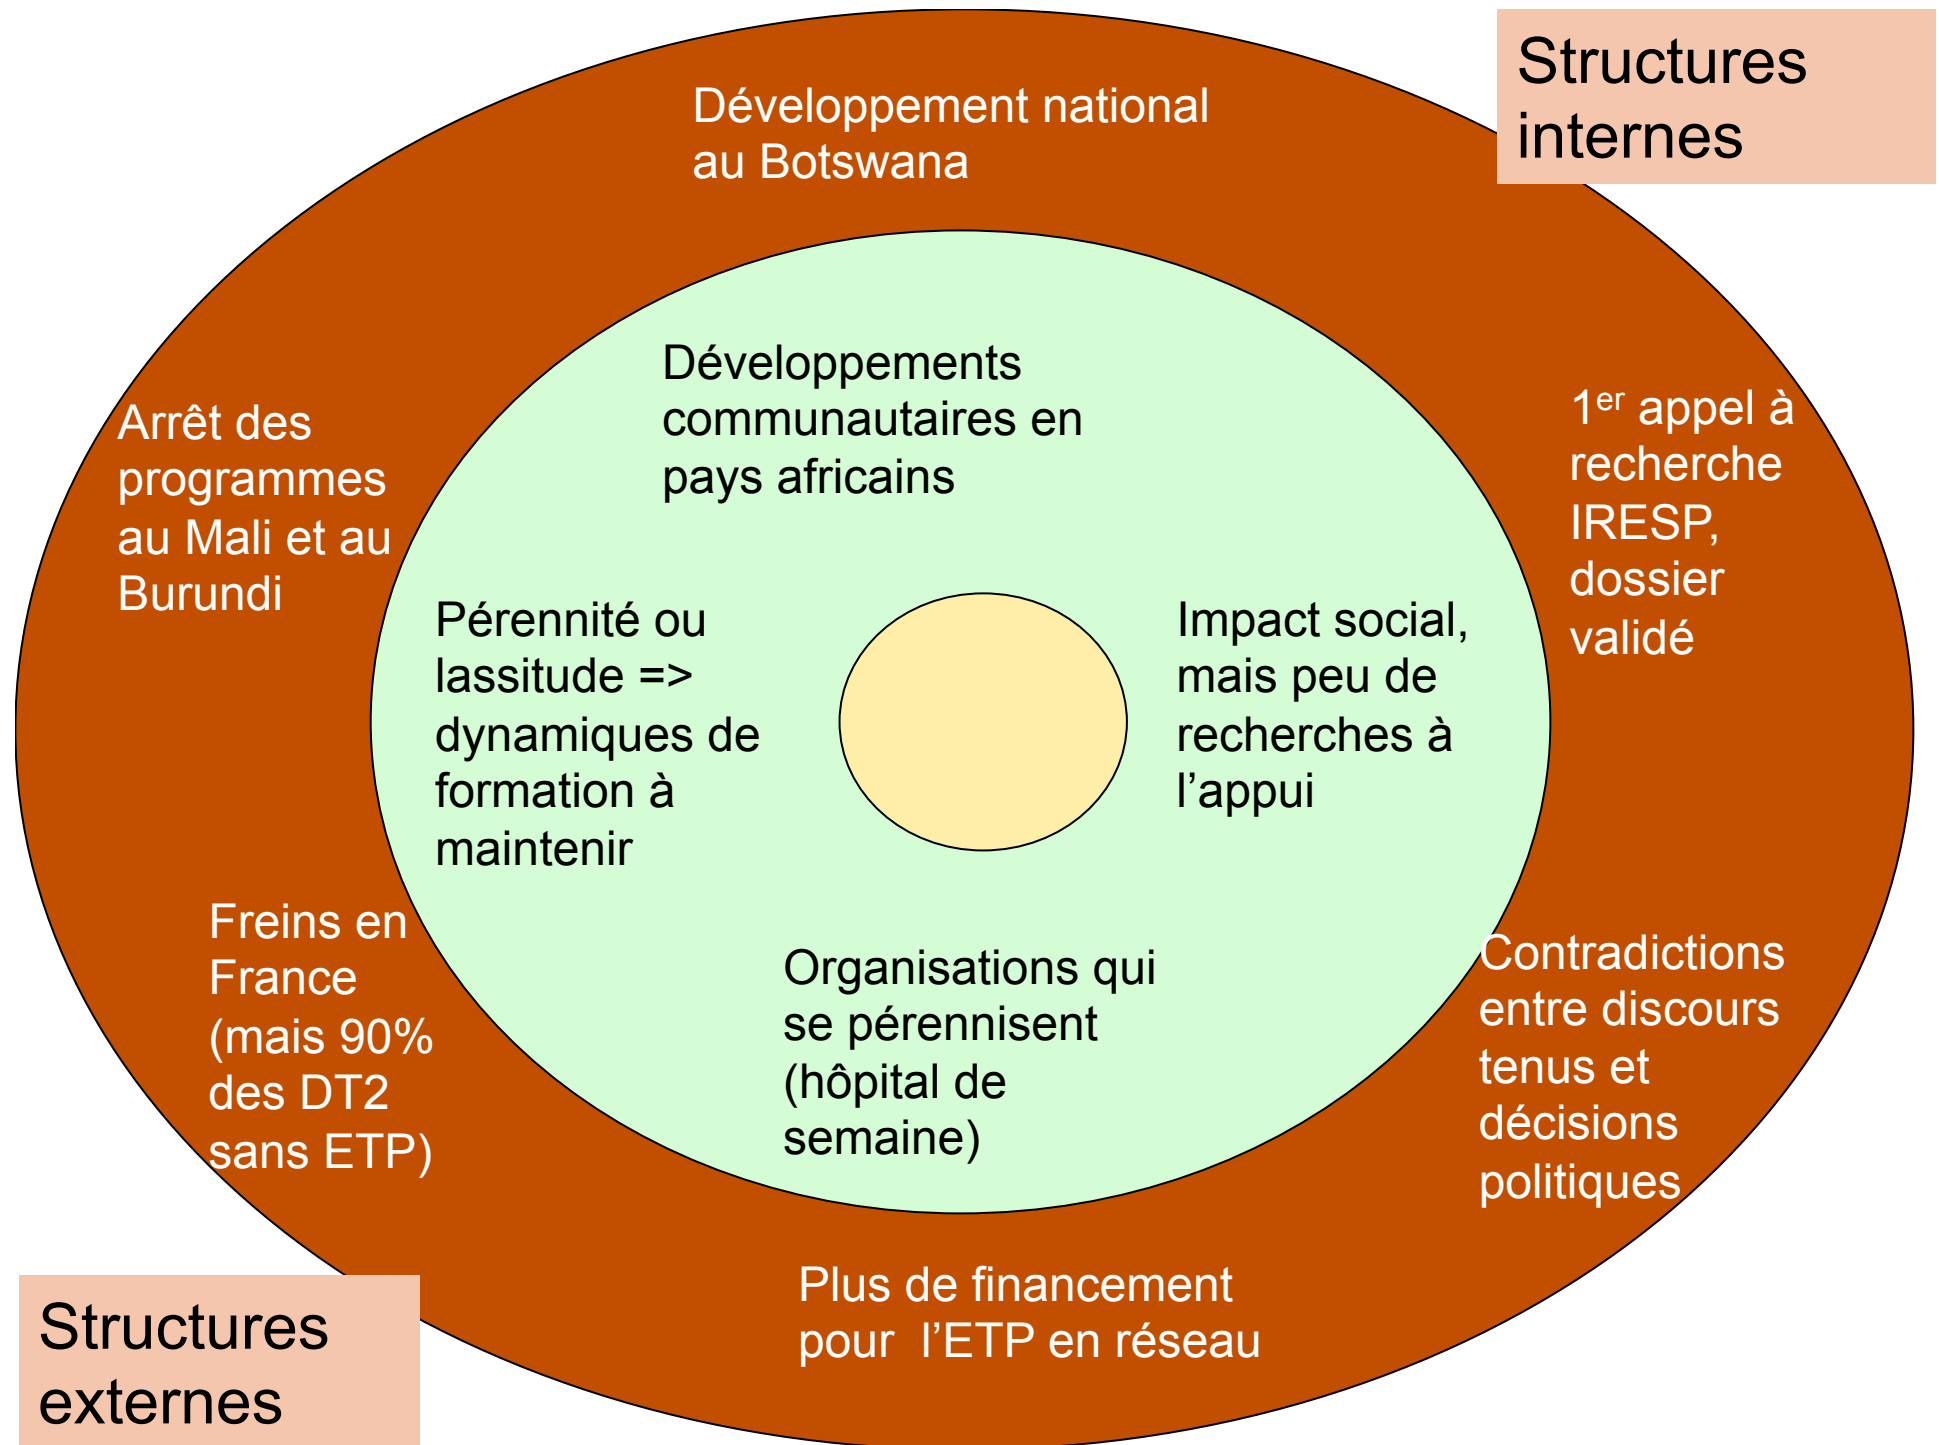 Structures
internes
Développement national
au Botswana
Développements
communautaires en
pays africains
Arrêt des
programmes
au Mali et au
Burundi
1er appel à
recherche
IRESP,
dossier
validé
Pérennité ou
lassitude =>
dynamiques de
formation à
maintenir
Impact social,
mais peu de
recherches à
l’appui
Freins en
France
(mais 90%
des DT2
sans ETP)
Organisations qui
se pérennisent
(hôpital de
semaine)
Contradictions
entre discours
tenus et
décisions
politiques
Plus de financement
pour  l’ETP en réseau
Structures
externes